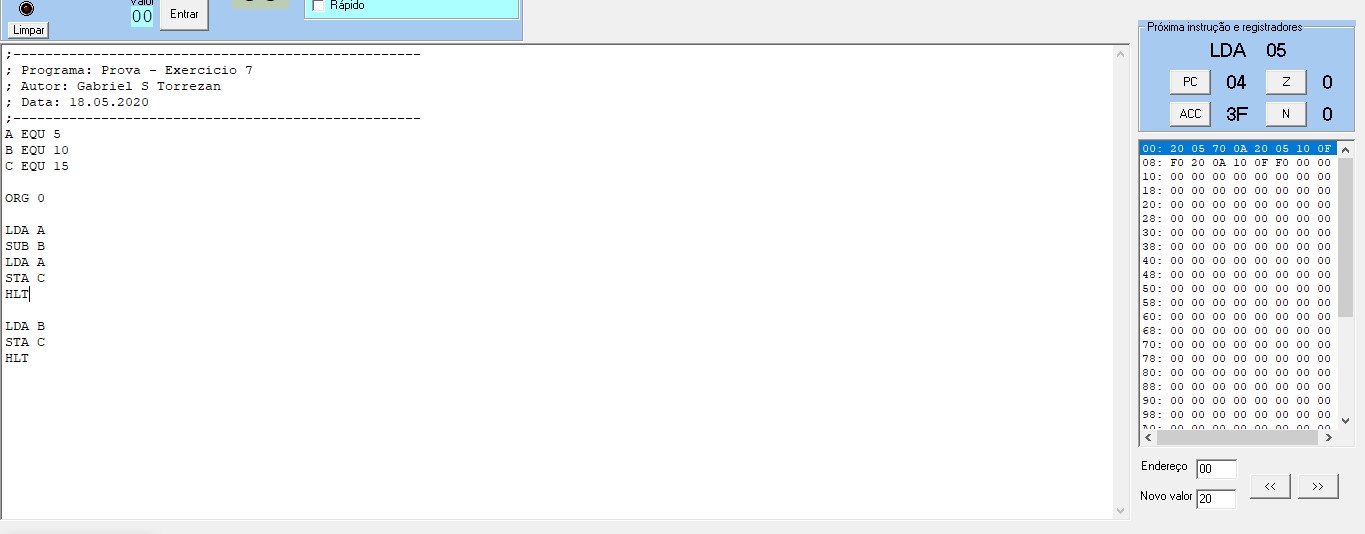 Valor
00
Entrar
Rápido
Limpar
;----------------------------------------------------
; Programa: Prova - Exercicio 7
; Autor: Gabriel S Torrezan
; Data: 18.05.2020
;----------------------------------------------------
A EQU 5
B EQU 10
C EQU 15
ORG 0
LDA A
SUB B
LDA A
STA C
HLT
LDA B
STA C
HLT
Próxima instrução e registradores
LDA 05
PC 04 Z 0
ACC 3F N 0
00: 20 05 70 0A 20 05 10 0F
08: F0 20 0A 10 0F F0 00 00
10: 00 00 00 00 00 00 00 00
18: 00 00 00 00 00 00 00 00
20: 00 00 00 00 00 00 00 00
28: 00 00 00 00 00 00 00 00
30: 00 00 00 00 00 00 00 00
38: 00 00 00 00 00 00 00 00
40: 00 00 00 00 00 00 00 00
48: 00 00 00 00 00 00 00 00
50: 00 00 00 00 00 00 00 00
58: 00 00 00 00 00 00 00 00
60: 00 00 00 00 00 00 00 00
68: 00 00 00 00 00 00 00 00
70: 00 00 00 00 00 00 00 00
78: 00 00 00 00 00 00 00 00
80: 00 00 00 00 00 00 00 00
88: 00 00 00 00 00 00 00 00
90: 00 00 00 00 00 00 00 00
98: 00 00 00 00 00 00 00 00
Endereço 00
<< >>
Novo valor 20